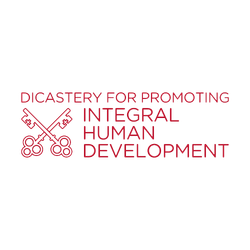 DICASTERY FOR PROMOTING
INTEGRAL
HUMAN
DEVELOPMENT